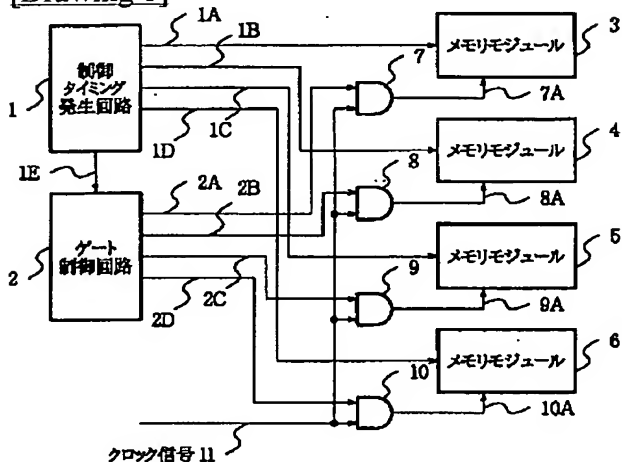 [Drawing 1]
1A
1B
3
制御
タイミング
発生回路
メモリモジュール
7
1
7A
1C
1D
4
メモリモジュール
1E
8
2A
2B
8A
5
ゲート
制御回路
メモリモジュール
2
9
2C
9A
2D
6
メモリモジュール
10
10A
クロック信号 11